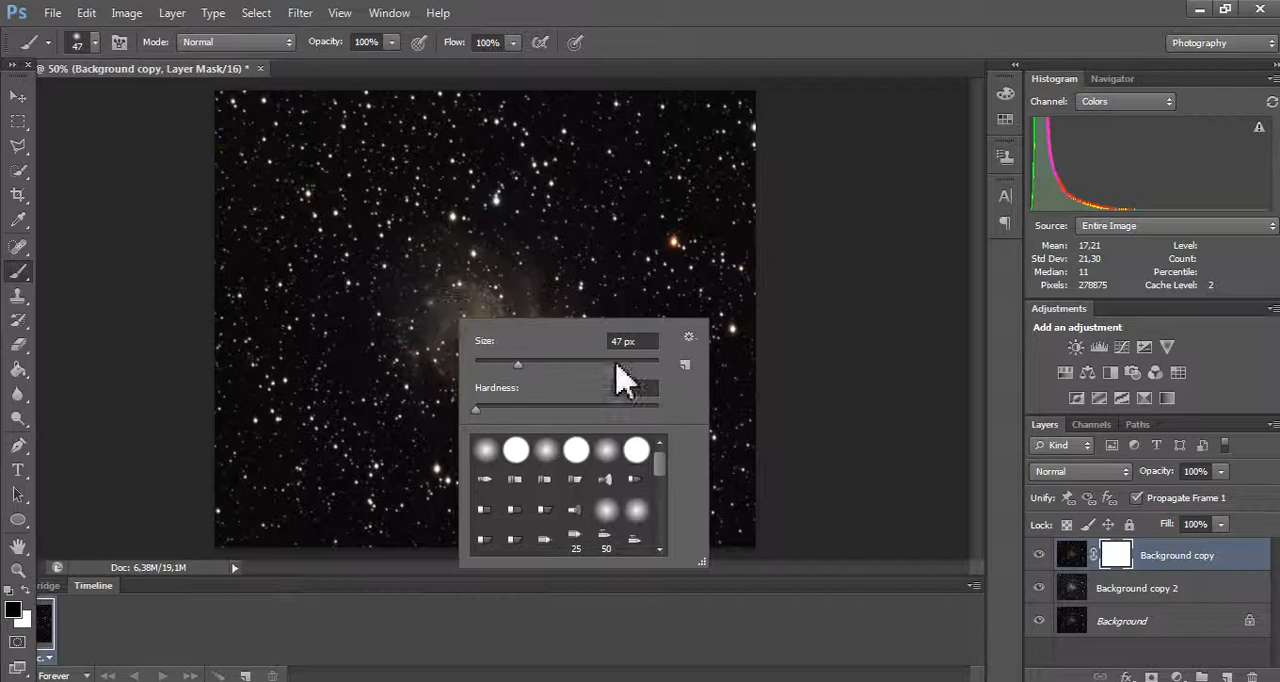 Ps File Edit Image Layer Type Select Filter View Window Help
47 Mode: Normal Opacity: 100% Flow: 100% Photography
@ 50% (Background copy, Layer Mask/16) * ×
Histogram Navigator
Channel: Colors
Source: Entire Image
Mean: 17,21 Level:
Std Dev: 21,30 Count:
Median: 11 Percentile:
Pixels: 278875 Cache Level: 2
Adjustments
Add an adjustment
Size: 47 px
Hardness:
25 50
Layers Channels Paths
Kind
Normal Opacity: 100%
Unify: Propagate Frame 1
Lock: Fill: 100%
Background copy
Background copy 2
Background
Doc: 6,38M/19,1M
ridge Timeline
Forever